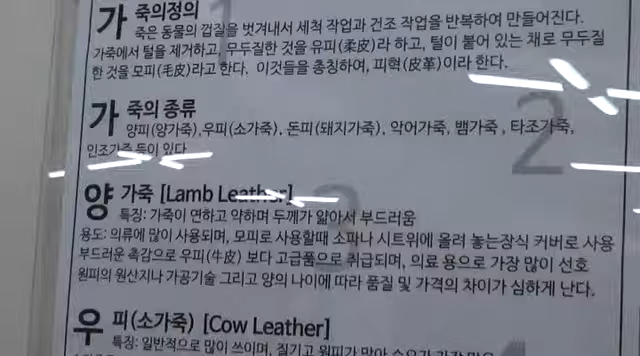 가 죽의정의
죽은 동물의 껍질을 벗겨내서 세척 작업과 건조 작업을 반복하여 만들어진다.
가죽에서 털을 제거하고, 무두질한 것을 유피(柔皮)라 하고, 털이 붙어 있는 채로 무두질
한 것을 모피(毛皮)라고 한다. 이것들을 총칭하여, 피혁(皮革)이라 한다.
가 죽의 종류
양피(양가죽),우피(소가죽), 돈피(돼지가죽), 악어가죽, 뱀가죽 , 타조가죽,
인조가죽 등이 있다
2
양 가죽 [Lamb Leather]
3
특징: 가죽이 연하고 약하며 두께가 얇아서 부드러움
용도: 의류에 많이 사용되며, 모피로 사용할때 소파나 시트위에 올려 놓는장식 커버로 사용
부드러운 촉감으로 우피(牛皮) 보다 고급품으로 취급되며, 의료 용으로 가장 많이 선호
원피의 원산지나 가공기술 그리고 양의 나이에 따라 품질 및 가격의 차이가 심하게 난다.
우 피(소가죽) [Cow Leather]
특징: 일반적으로 많이 쓰이며, 질기고 원피가 많아